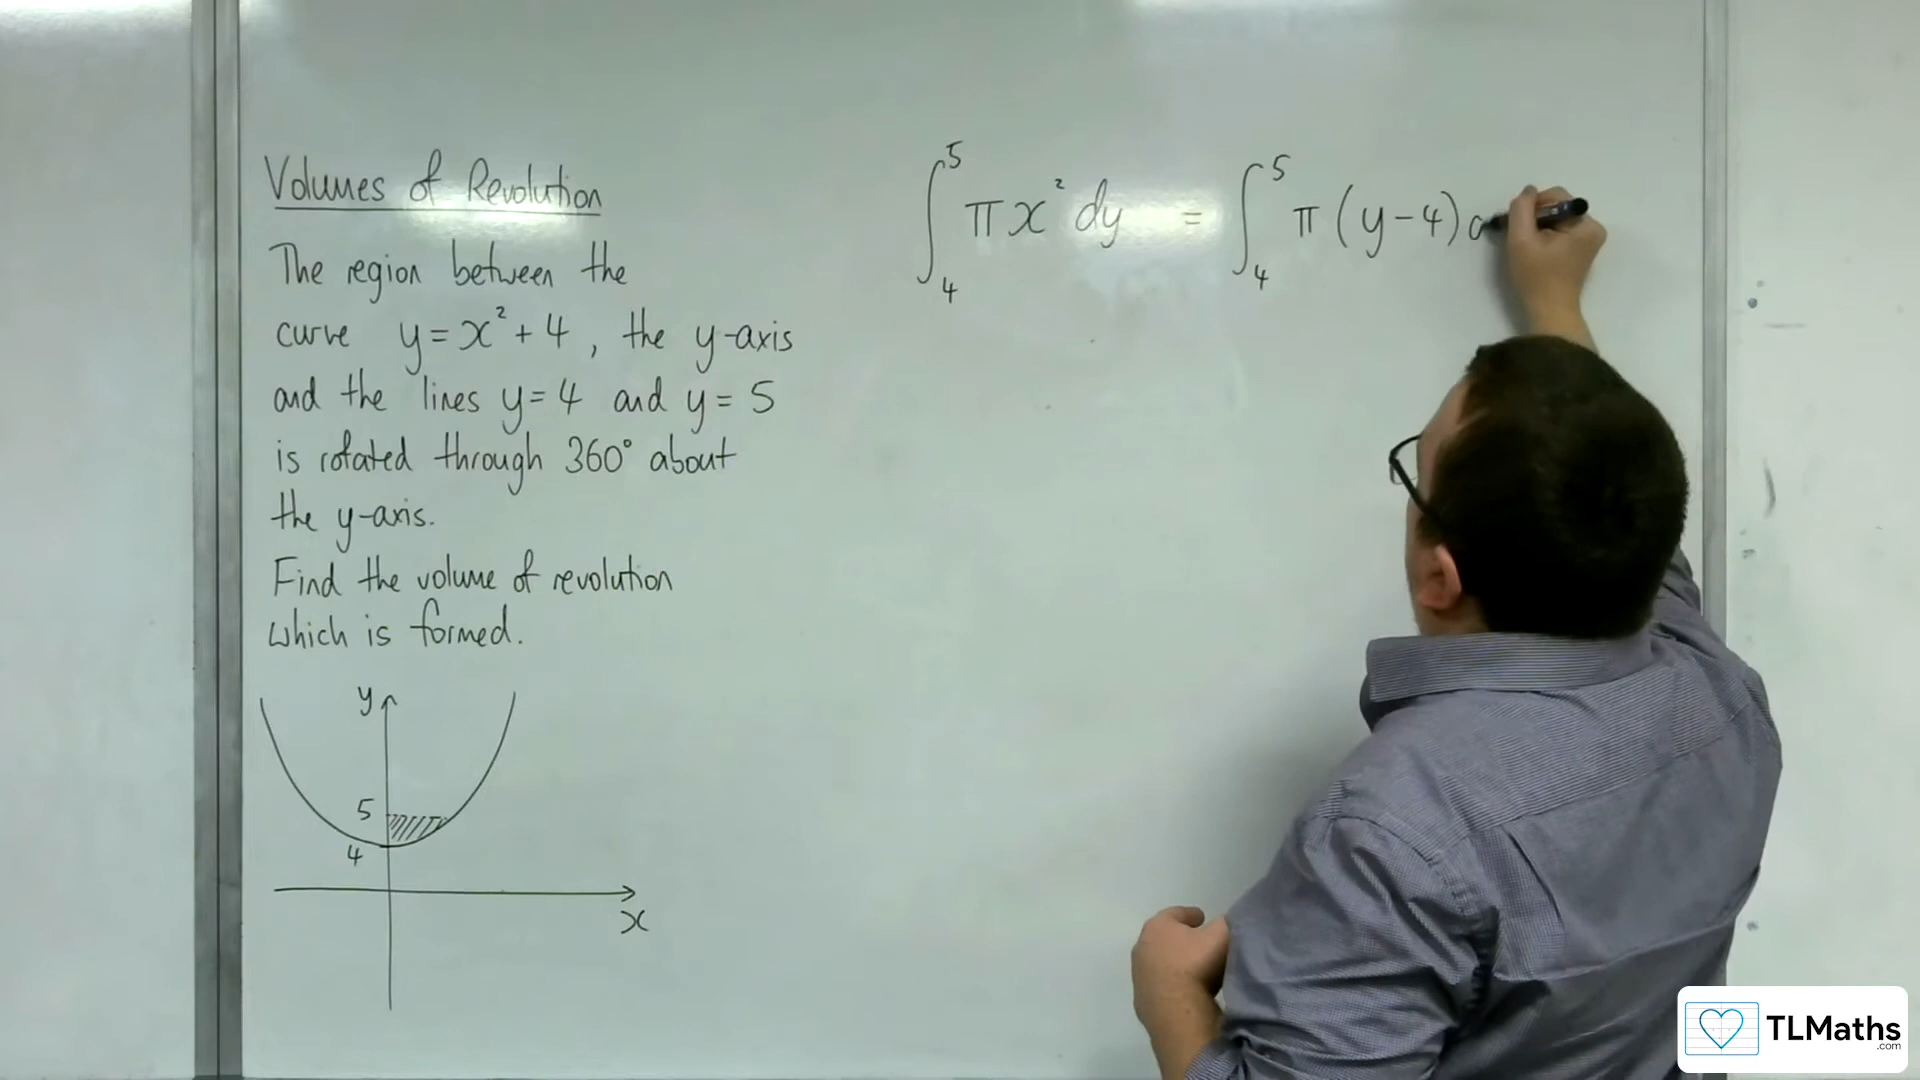 Volumes of Revolution
The region between the
curve y = x² + 4 , the y-axis
and the lines y = 4 and y = 5
is rotated through 360° about
the y-axis.
Find the volume of revolution
which is formed.
y
5
4
x
∫₄⁵ π x² dy = ∫₄⁵ π (y - 4)
TLMaths
.com